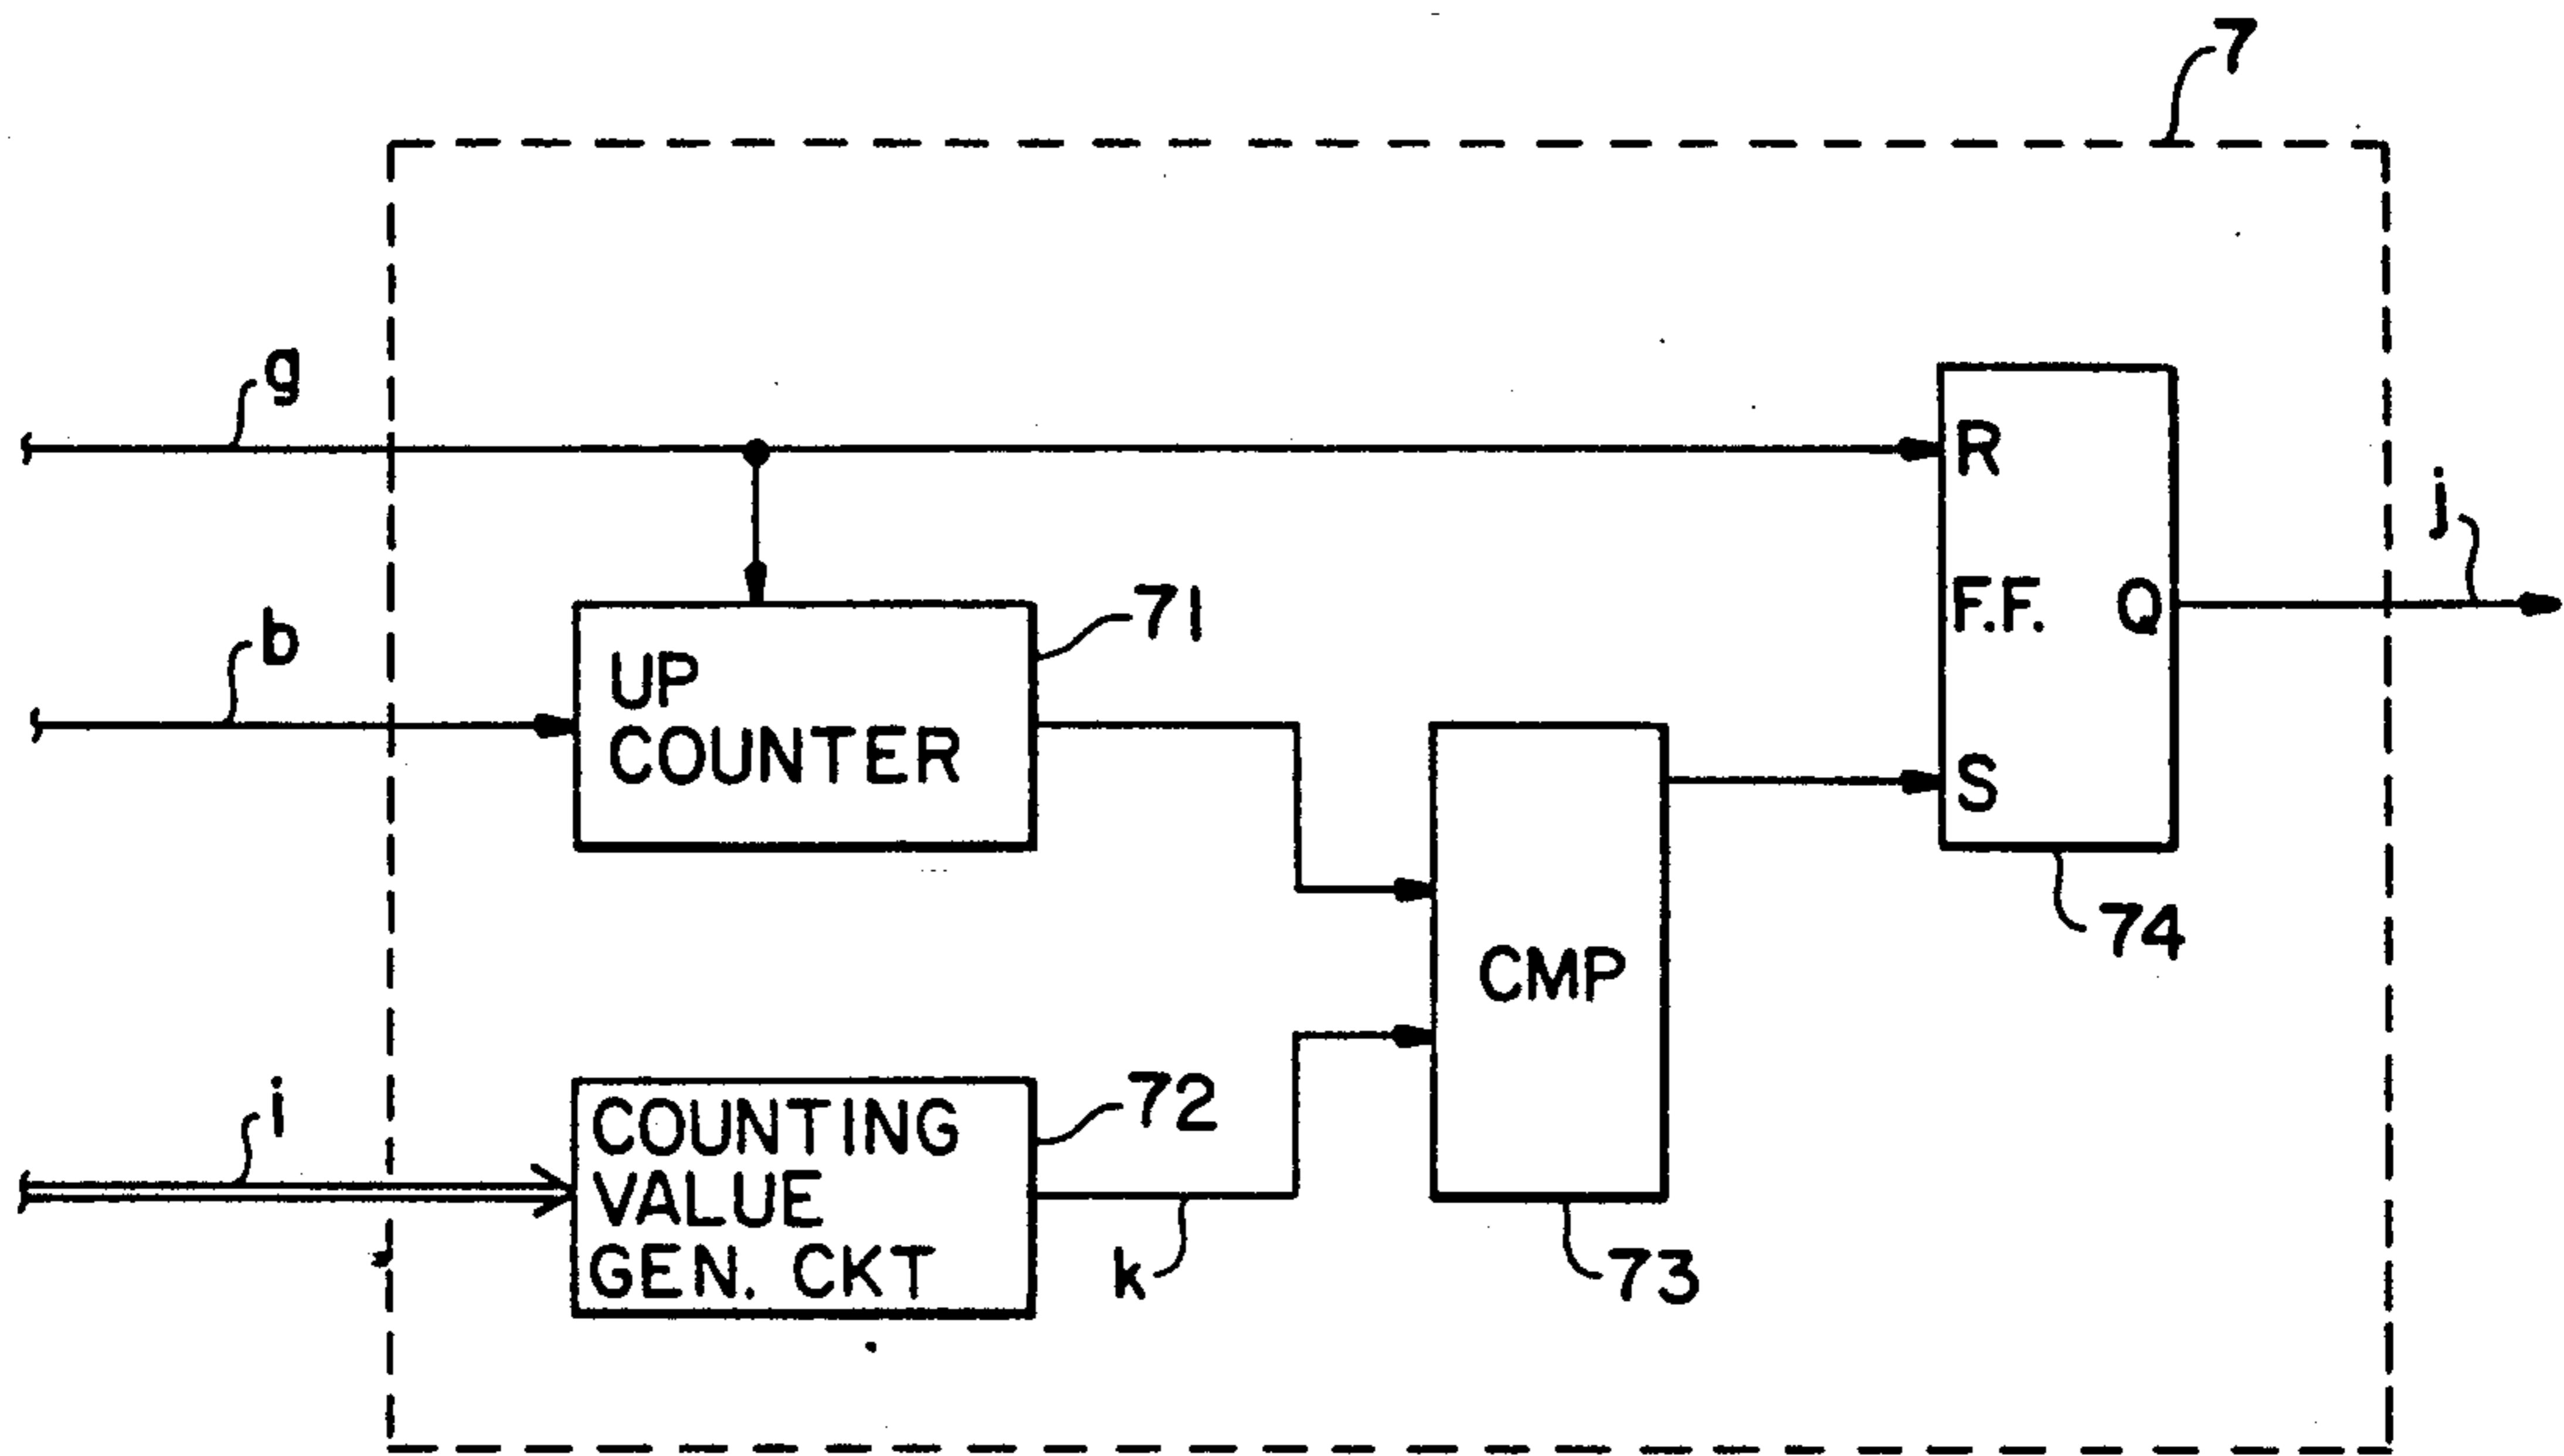 7
g
R
j
b
71
UP
COUNTER
F.F. Q
S
74
CMP
i
72
COUNTING
VALUE
GEN. CKT
k
73